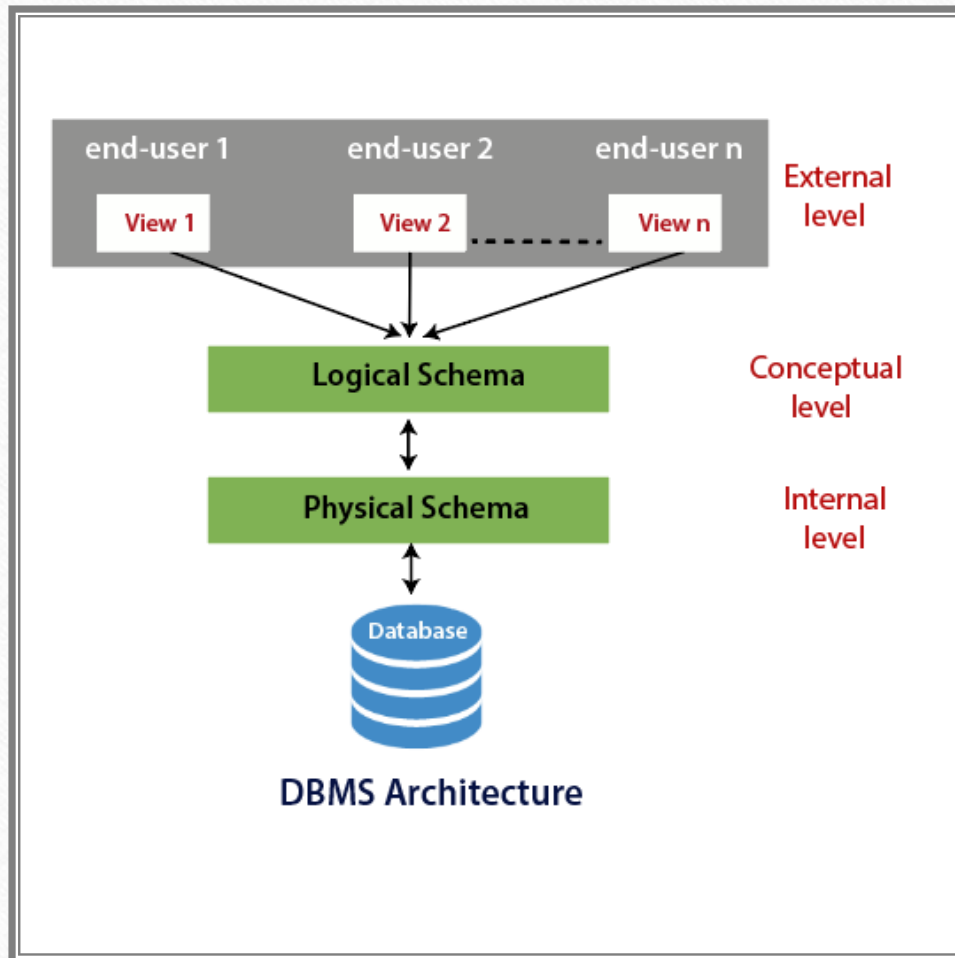 end-user 1 end-user 2 end-user n
View 1 View 2 View n
External
level
Logical Schema
Conceptual
level
Physical Schema
Internal
level
Database
DBMS Architecture